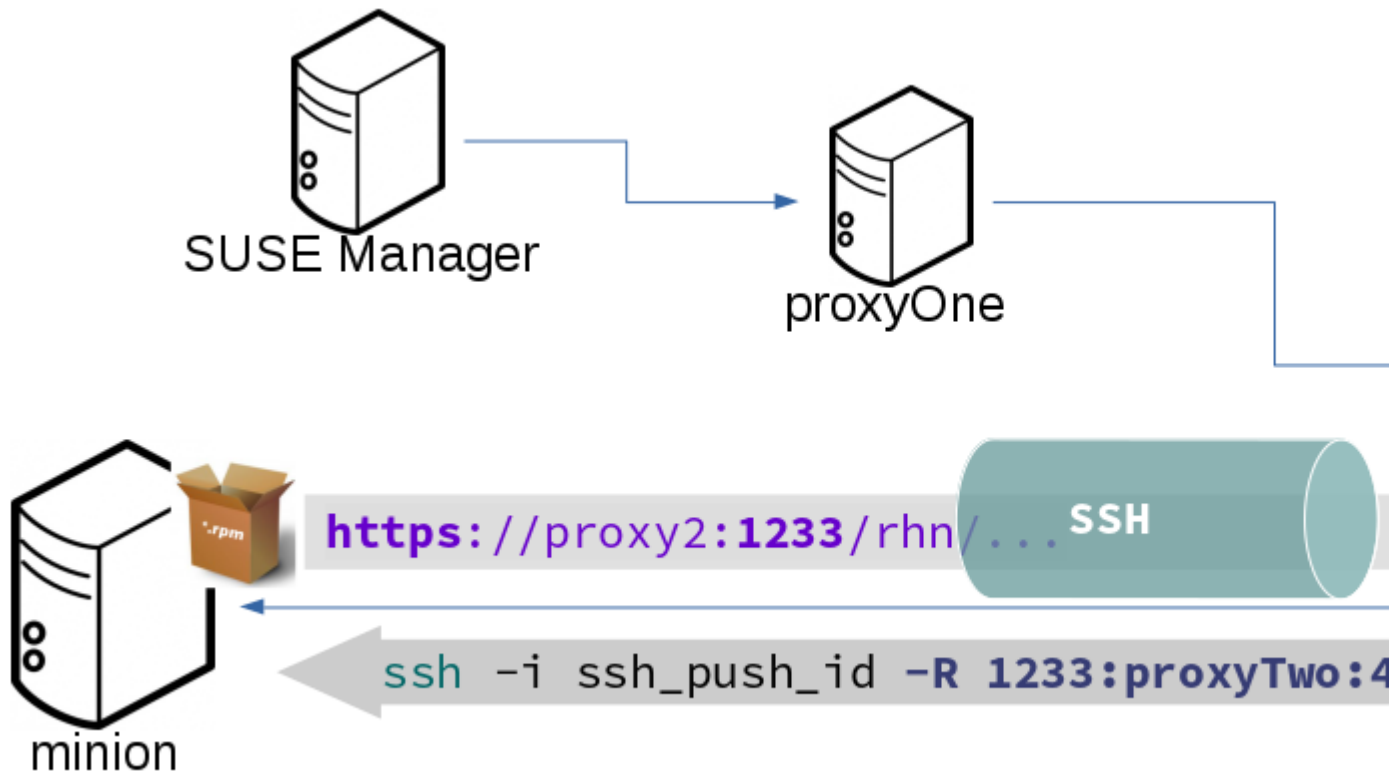 SUSE Manager
proxyOne
*.rpm
https://proxy2:1233/rhn/...
SSH
ssh -i ssh_push_id -R 1233:proxyTwo:4
minion